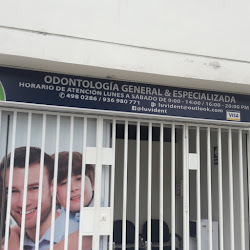 ODONTOLOGÍA GENERAL & ESPECIALIZADA
HORARIO DE ATENCIÓN LUNES A SÁBADO DE 9:00 - 14:00 / 16:00 - 20:00 PM
498 0286 / 936 980 771 luvident@outlook.com
@luvident VISA